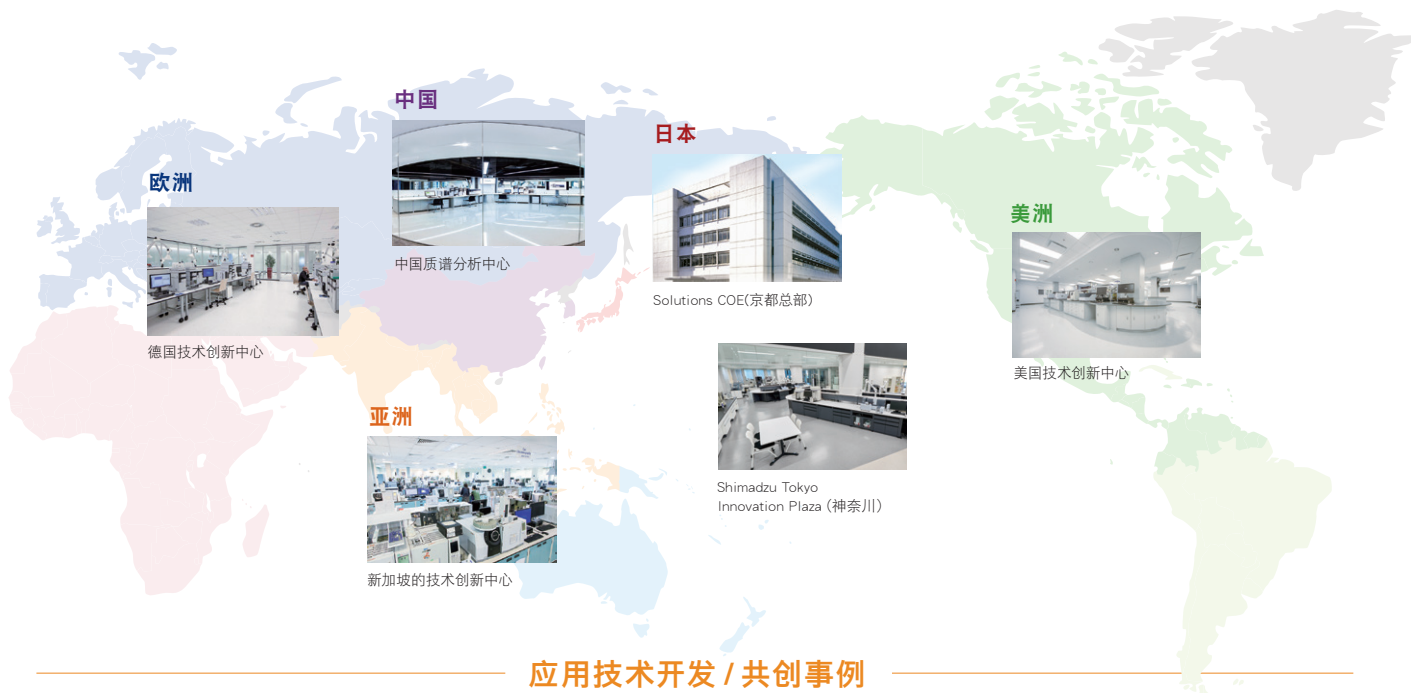 中国
中国质谱分析中心
日本
Solutions COE(京都总部)
欧洲
德国技术创新中心
美洲
美国技术创新中心
Shimadzu Tokyo
Innovation Plaza (神奈川)
亚洲
新加坡的技术创新中心
应用技术开发 / 共创事例